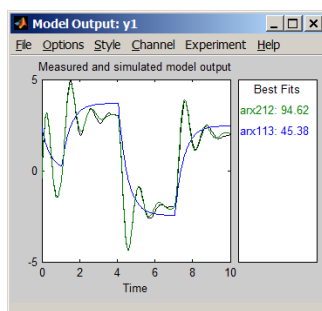 Model Output: y1
File Options Style Channel Experiment Help
Measured and simulated model output
Best Fits
arx212: 94.62
arx113: 45.38
5
0
-5
0 2 4 6 8 10
Time